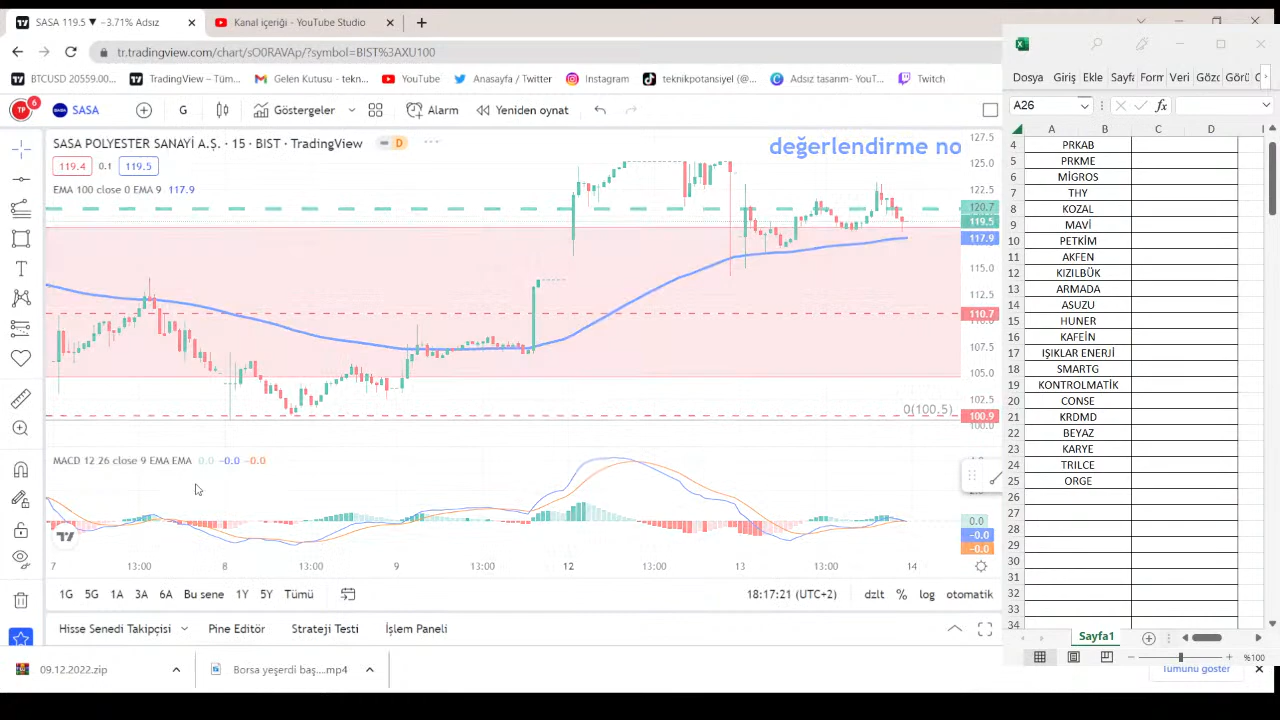 SASA 119.5 ▼ −3.71% Adsız
Kanal içeriği - YouTube Studio
tr.tradingview.com/chart/sO0RAVAp/?symbol=BIST%3AXU100
BTCUSD 20559.00...
TradingView – Tüm...
Gelen Kutusu - tekn...
YouTube
Anasayfa / Twitter
Instagram
teknikpotansiyel (@...
Adsız tasarım- YouT...
Twitch
TP 6
SASA
G
Göstergeler
Alarm
Yeniden oynat
SASA POLYESTER SANAYİ A.Ş. · 15 · BIST · TradingView
D
119.4 0.1 119.5
EMA 100 close 0 EMA 9 117.9
değerlendirme no
127.5
125.0
122.5
120.7
119.5
117.9
115.0
112.5
110.7
107.5
105.0
102.5
0(100.5)
100.9
100.0
MACD 12 26 close 9 EMA EMA 0.0 −0.0 −0.0
0.0
−0.0
−0.0
7 13:00 8 13:00 9 13:00 12 13:00 13 13:00 14
1G 5G 1A 3A 6A Bu sene 1Y 5Y Tümü
18:17:21 (UTC+2)
dzlt % log otomatik
Hisse Senedi Takipçisi
Pine Editör
Strateji Testi
İşlem Paneli
09.12.2022.zip
Borsa yeşerdi baş....mp4
Tümünü göster
Dosya Giriş Ekle Sayfa Form Veri Gözd Görü
A26
fx
A B C D
4 PRKAB
5 PRKME
6 MİGROS
7 THY
8 KOZAL
9 MAVİ
10 PETKİM
11 AKFEN
12 KIZILBÜK
13 ARMADA
14 ASUZU
15 HUNER
16 KAFEİN
17 IŞIKLAR ENERJİ
18 SMARTG
19 KONTROLMATİK
20 CONSE
21 KRDMD
22 BEYAZ
23 KARYE
24 TRILCE
25 ORGE
26
27
28
29
30
31
32
33
34
Sayfa1
%100